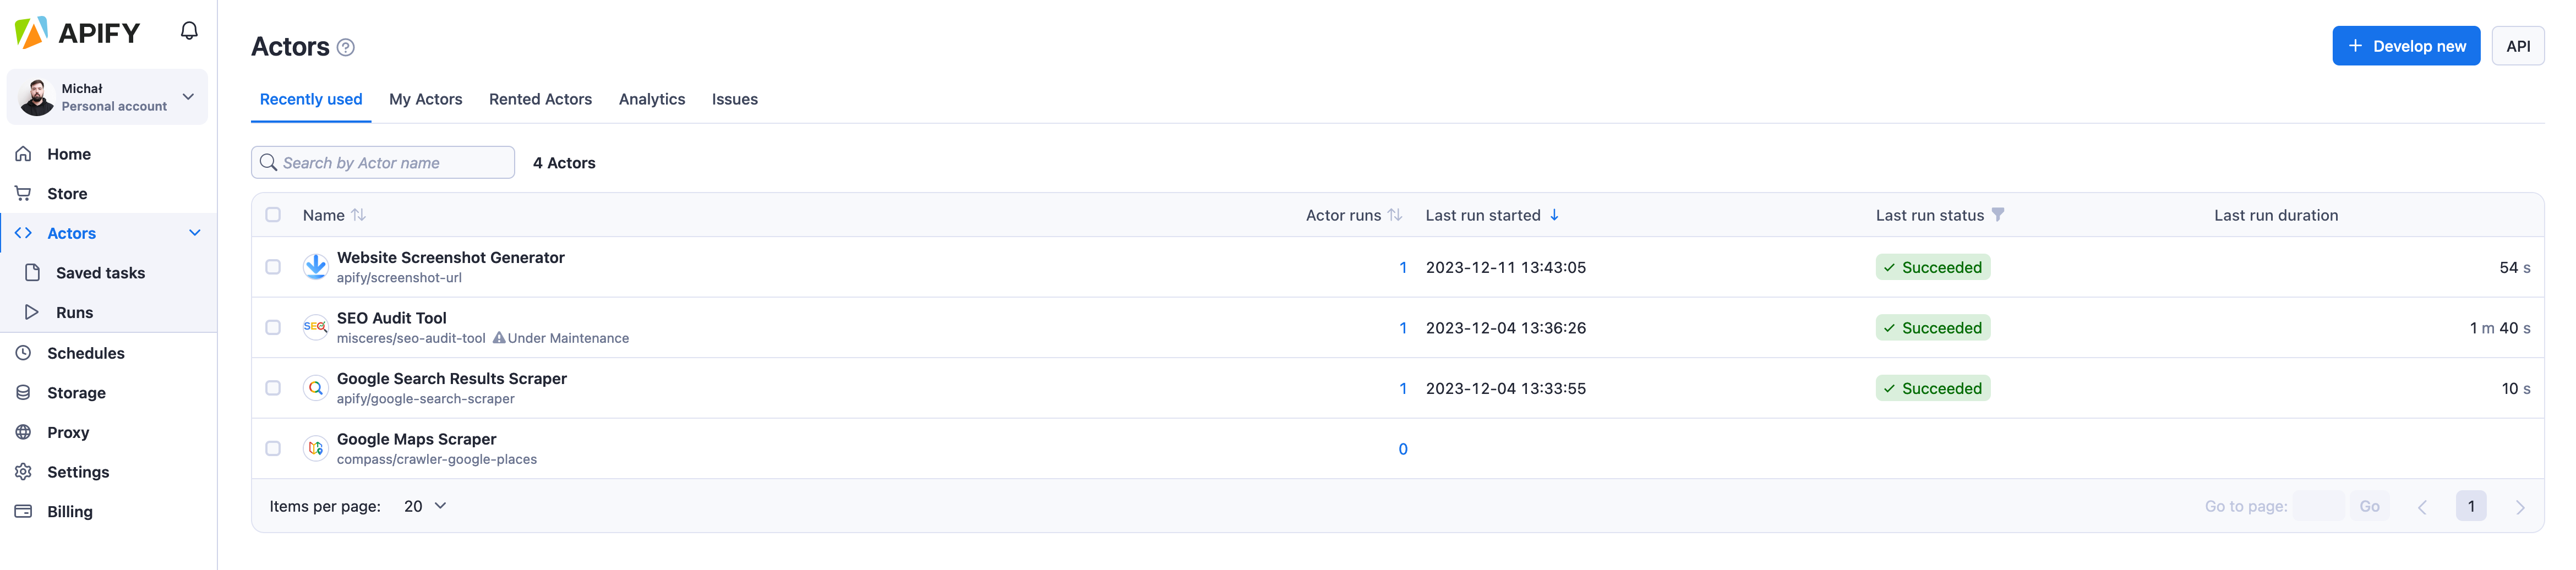 APIFY
Michał
Personal account
Home
Store
Actors
Saved tasks
Runs
Schedules
Storage
Proxy
Settings
Billing
Actors
Develop new
API
Recently used
My Actors
Rented Actors
Analytics
Issues
Search by Actor name
4 Actors
Name
Actor runs
Last run started
Last run status
Last run duration
Website Screenshot Generator
apify/screenshot-url
1
2023-12-11 13:43:05
Succeeded
54 s
SEO
SEO Audit Tool
misceres/seo-audit-tool Under Maintenance
1
2023-12-04 13:36:26
Succeeded
1 m 40 s
Google Search Results Scraper
apify/google-search-scraper
1
2023-12-04 13:33:55
Succeeded
10 s
Google Maps Scraper
compass/crawler-google-places
0
Items per page: 20
Go to page:
Go
1